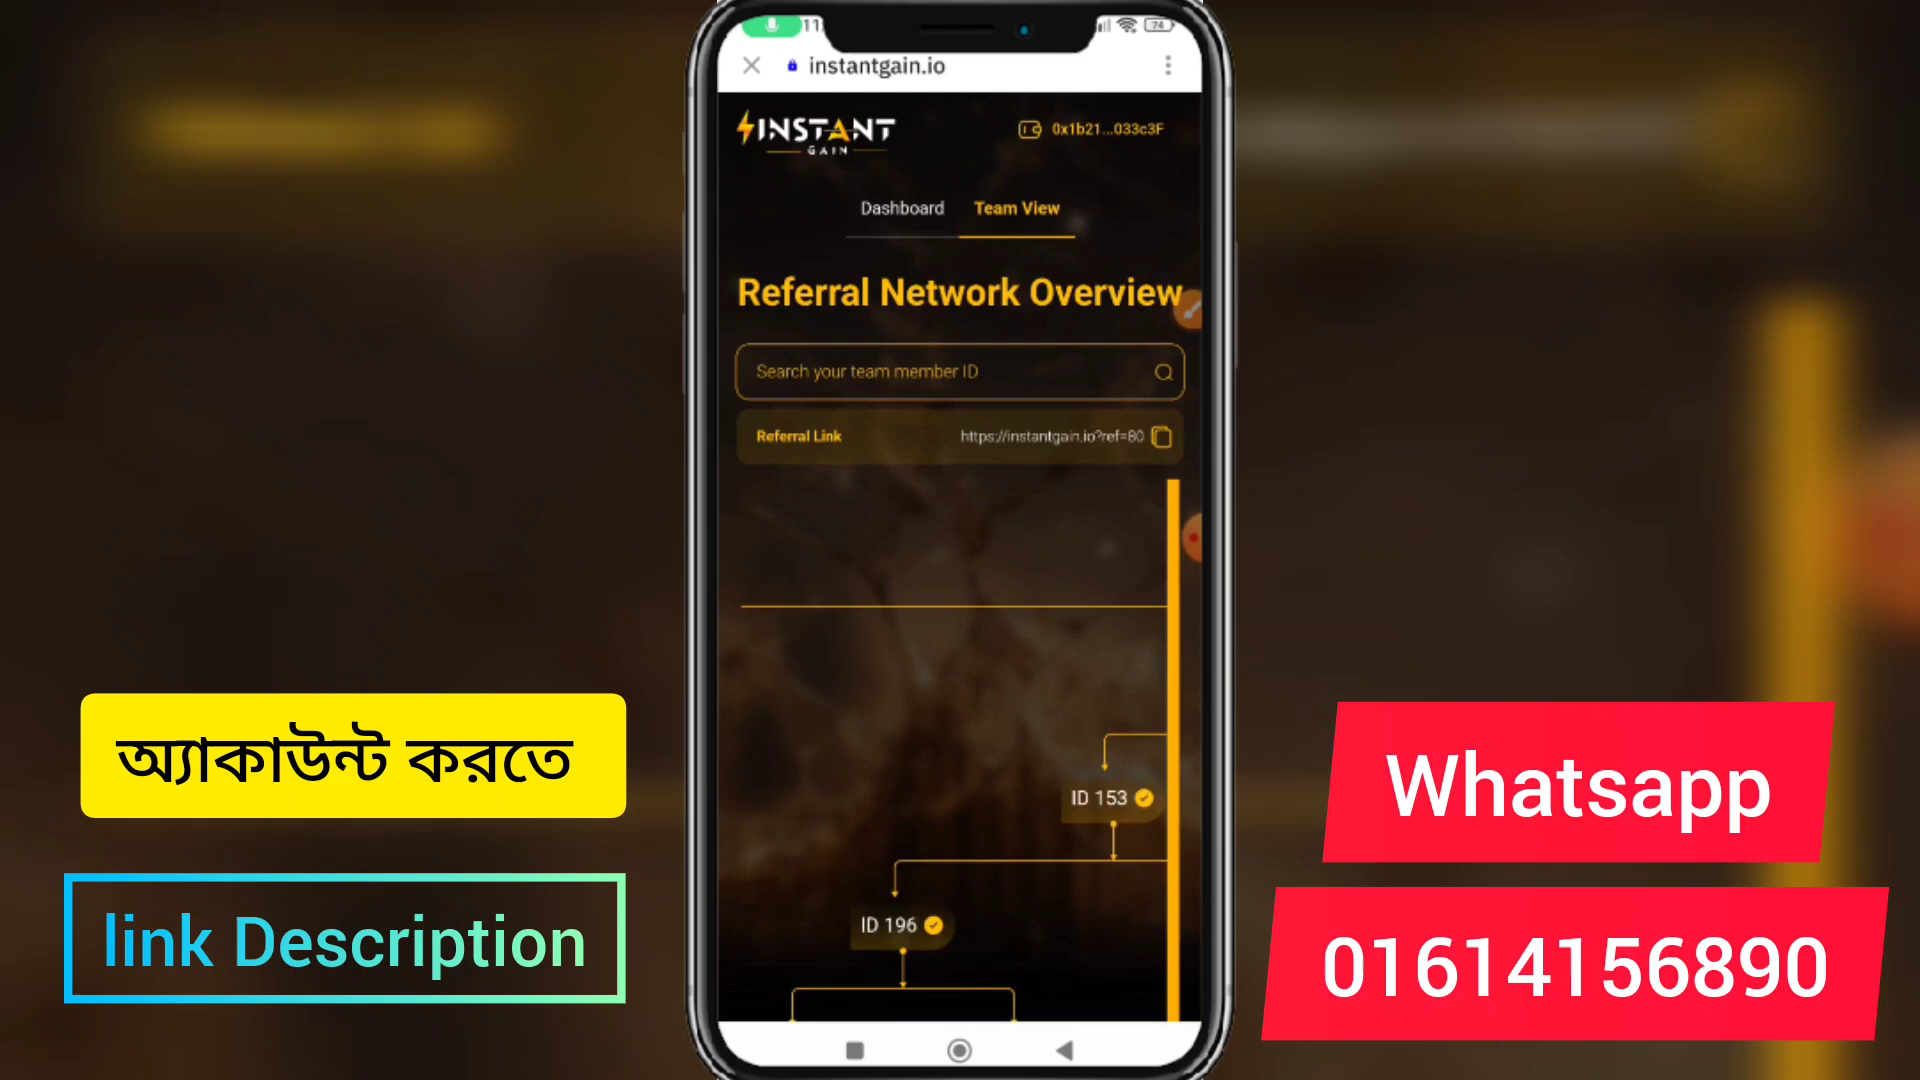 74
instantgain.io
INSTANT
GAIN
0x1b21...033c3F
Dashboard
Team View
Referral Network Overview
Search your team member ID
Referral Link
https://instantgain.io?ref=80
ID 153
ID 196
অ্যাকাউন্ট করতে
link Description
Whatsapp
01614156890